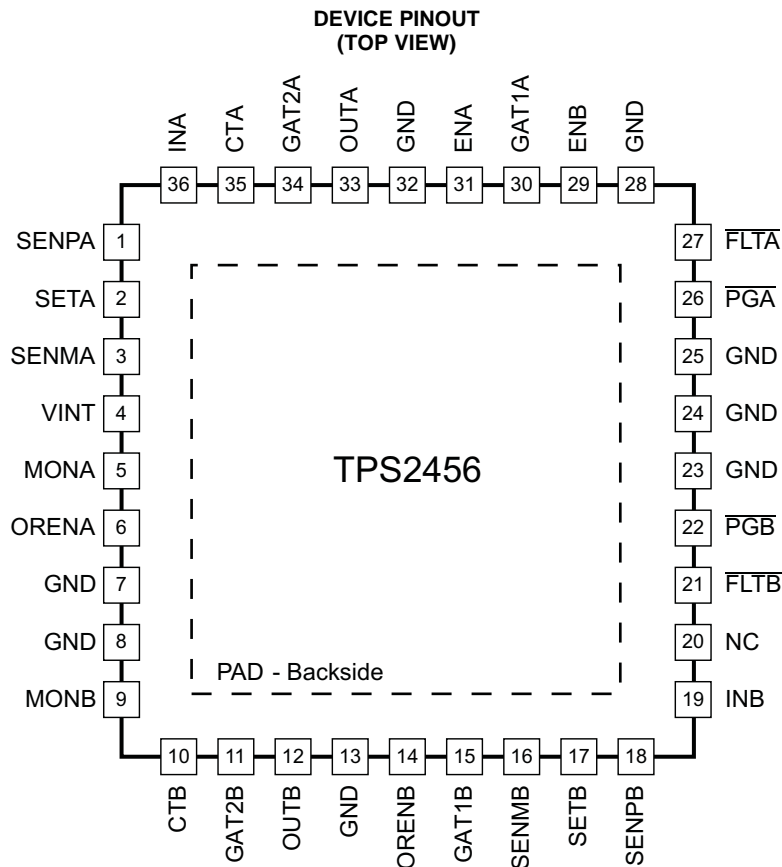 DEVICE PINOUT
(TOP VIEW)
INA
CTA
GAT2A
OUTA
GND
ENA
GAT1A
ENB
GND
36 35 34 33 32 31 30 29 28
SENPA 1
SETA 2
SENMA 3
VINT 4
MONA 5
ORENA 6
GND 7
GND 8
MONB 9
27 FLTA
26 PGA
25 GND
24 GND
23 GND
22 PGB
21 FLTB
20 NC
19 INB
TPS2456
PAD - Backside
10 11 12 13 14 15 16 17 18
CTB
GAT2B
OUTB
GND
ORENB
GAT1B
SENMB
SETB
SENPB